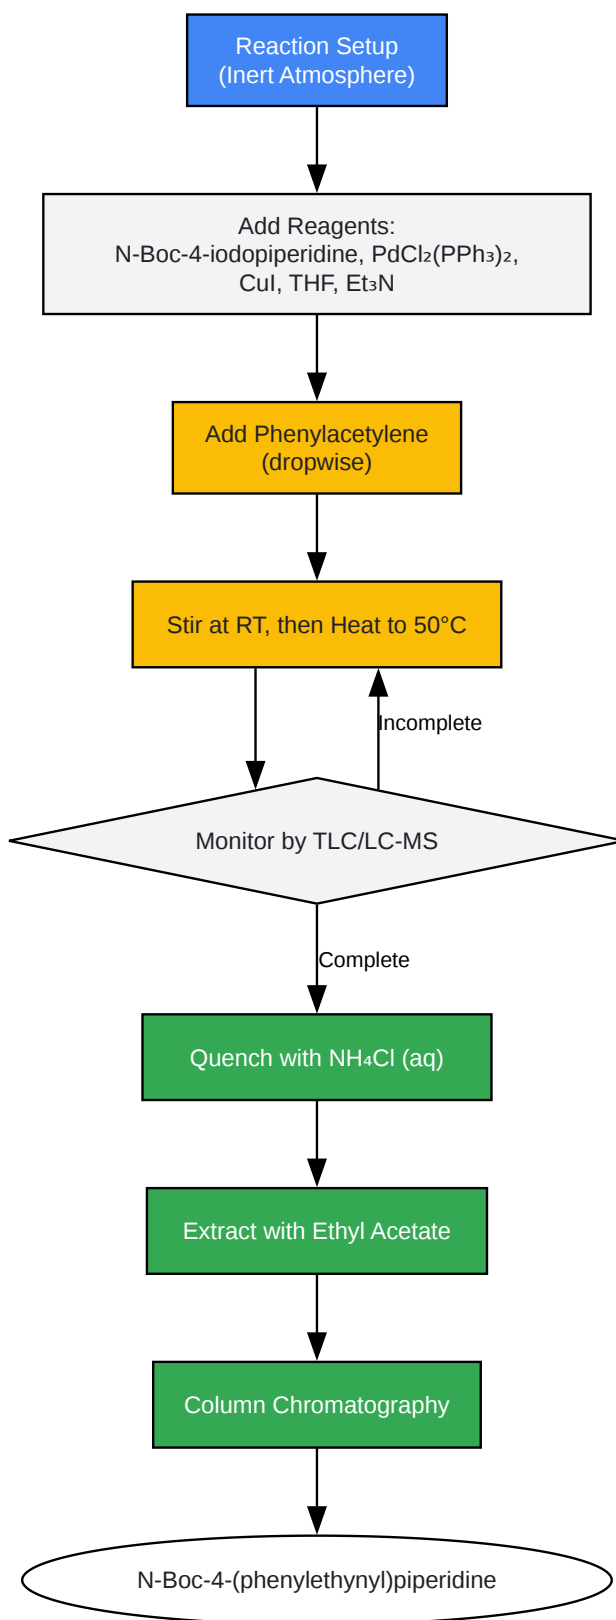 Reaction Setup
(Inert Atmosphere)
Add Reagents:
N-Boc-4-iodopiperidine, PdCl₂(PPh₃)₂,
CuI, THF, Et₃N
Add Phenylacetylene
(dropwise)
Stir at RT, then Heat to 50°C
Incomplete
Monitor by TLC/LC-MS
Complete
Quench with NH₄Cl (aq)
Extract with Ethyl Acetate
Column Chromatography
N-Boc-4-(phenylethynyl)piperidine